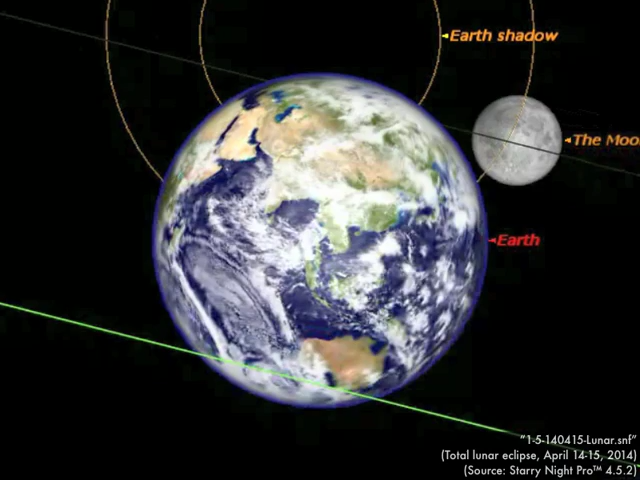 Earth shadow
The Moo
Earth
“1-5-140415-Lunar.snf”
(Total lunar eclipse, April 14-15, 2014)
(Source: Starry Night Pro™ 4.5.2)